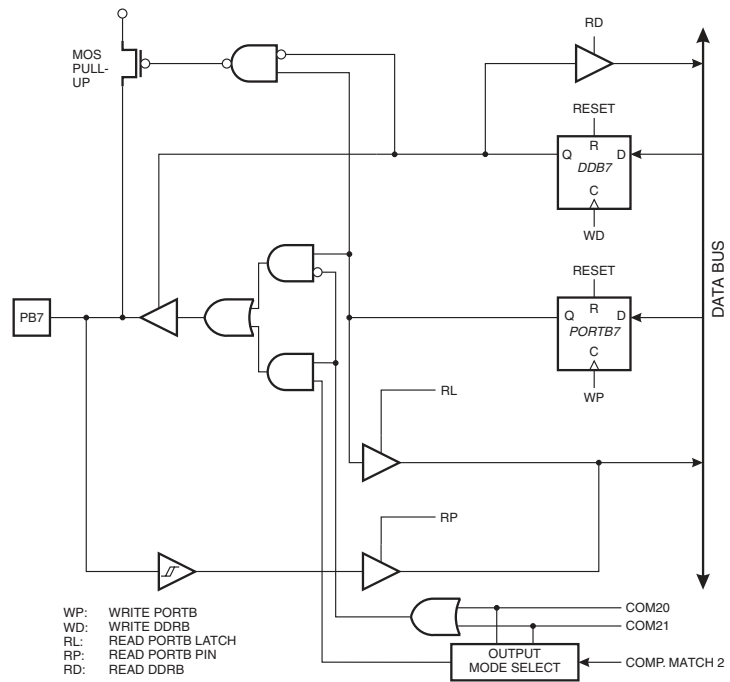 RD
MOS
PULL-
UP
RESET
R
Q
D
DDB7
C
WD
RESET
R
Q
D
PORTB7
C
WP
PB7
DATA BUS
RL
RP
WP: WRITE PORTB
WD: WRITE DDRB
RL: READ PORTB LATCH
RP: READ PORTB PIN
RD: READ DDRB
COM20
COM21
OUTPUT
MODE SELECT
COMP. MATCH 2